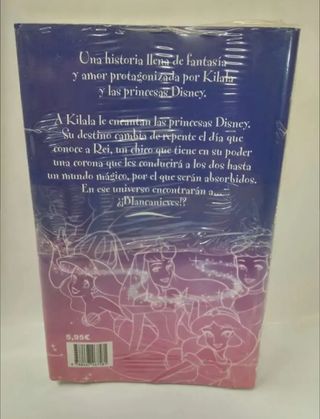 Una historia llena de fantasía
y amor protagonizada por Kilala
y las princesas Disney.
A Kilala le encantan las princesas Disney.
Su destino cambia de repente el día que
conoce a Rei, un chico que tiene en su poder
una corona que les conducirá a los dos hasta
un mundo mágico, por el que serán absorbidos.
En ese universo encontrarán a...
¡¡Blancanieves!?
5,95€